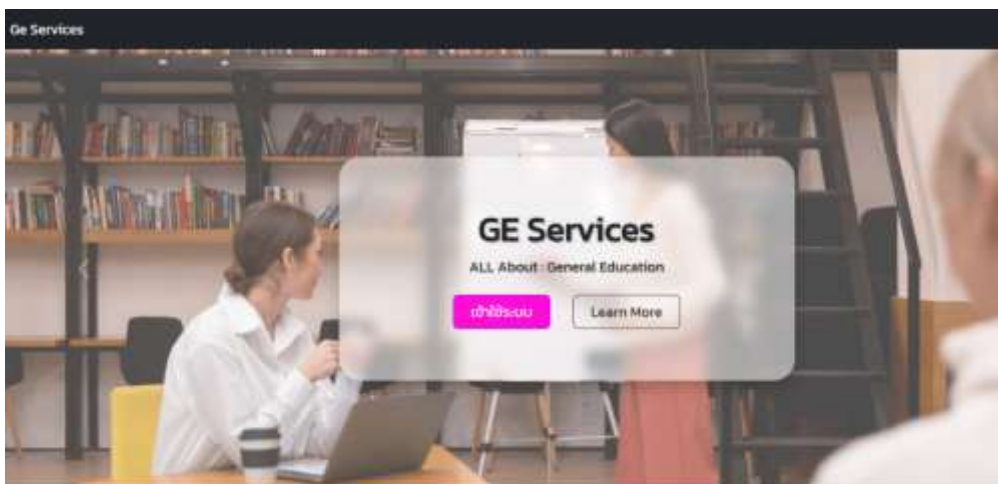 Ge Services
GE Services
ALL About : General Education
เข้าใช้ระบบ
Learn More